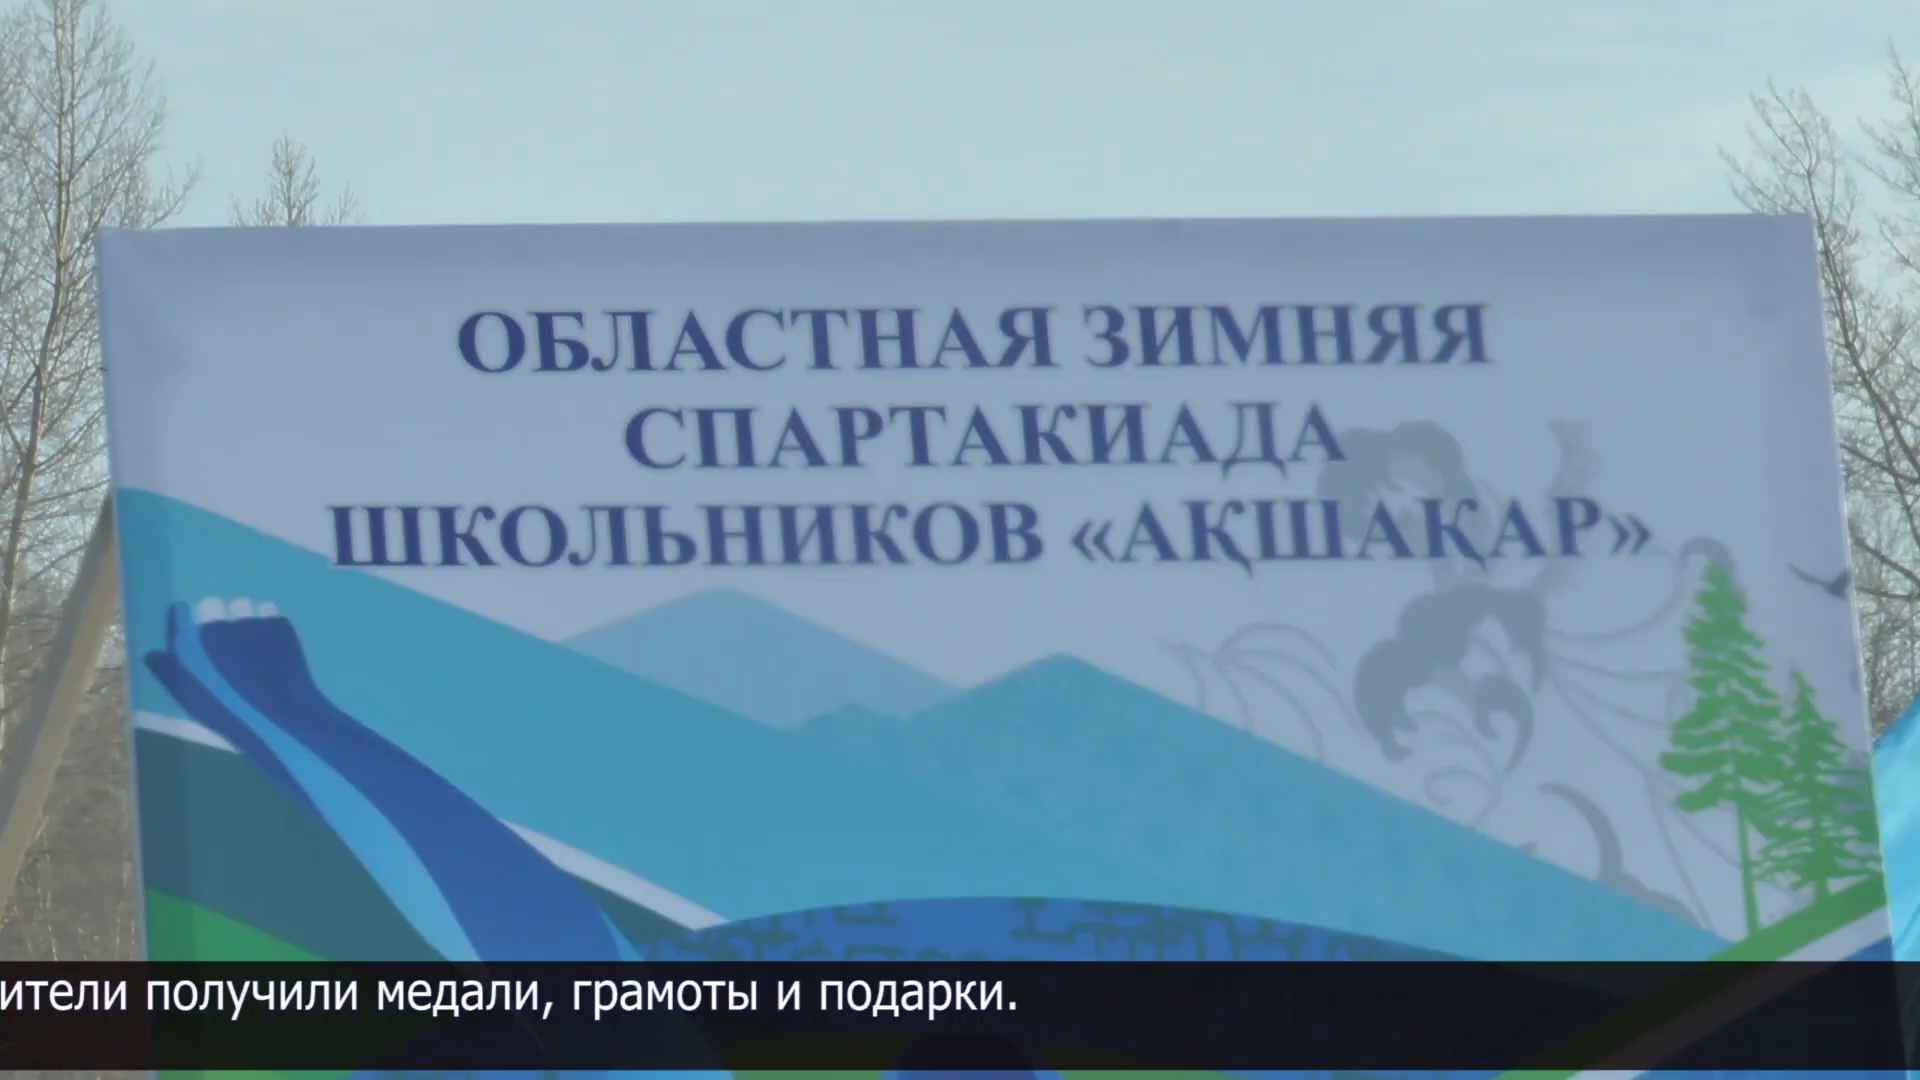 ОБЛАСТНАЯ ЗИМНЯЯ
СПАРТАКИАДА
ШКОЛЬНИКОВ «АҚШАҚАР»
ители получили медали, грамоты и подарки.